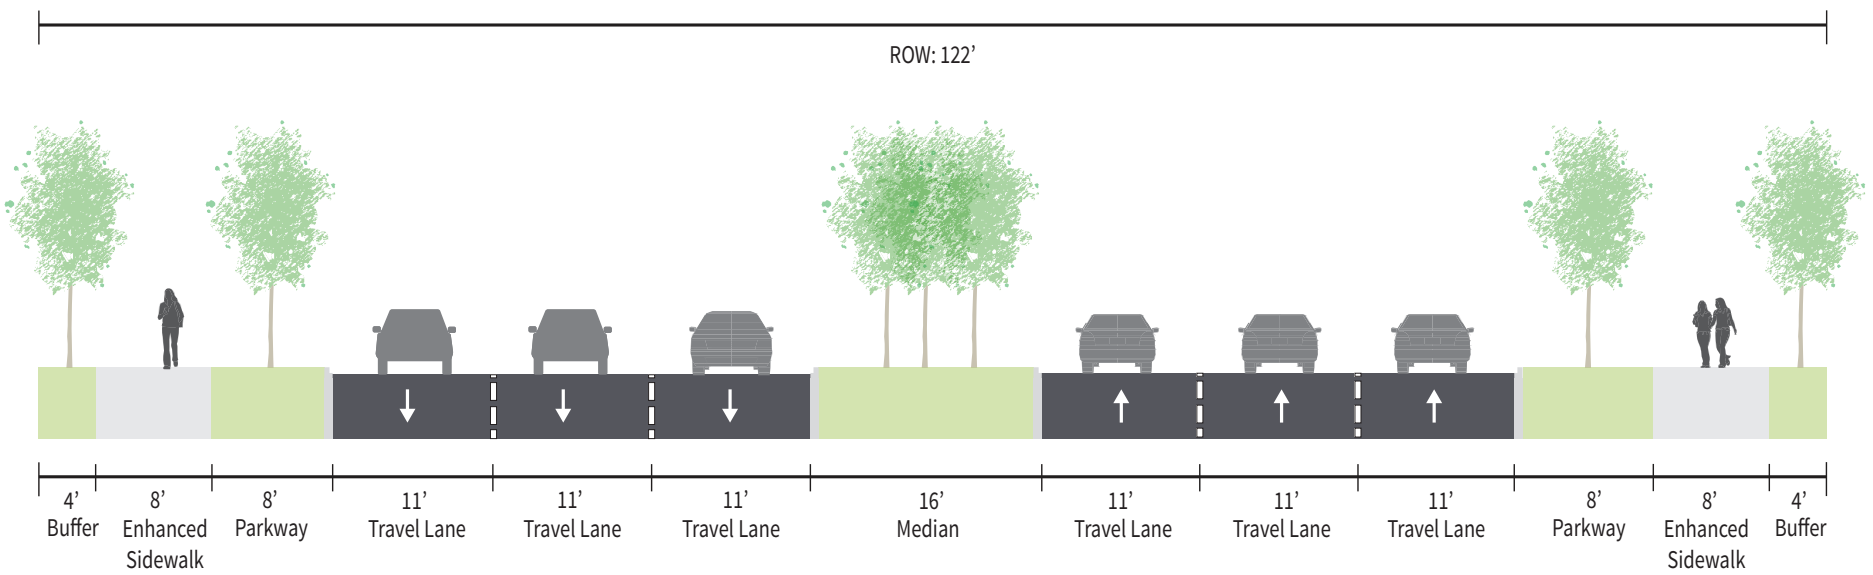 ROW: 122’
4’ 8’ 8’ 11’ 11’ 11’ 16’ 11’ 11’ 11’ 8’ 8’ 4’
Buffer Enhanced Parkway Travel Lane Travel Lane Travel Lane Median Travel Lane Travel Lane Travel Lane Parkway Enhanced Buffer
Sidewalk Sidewalk